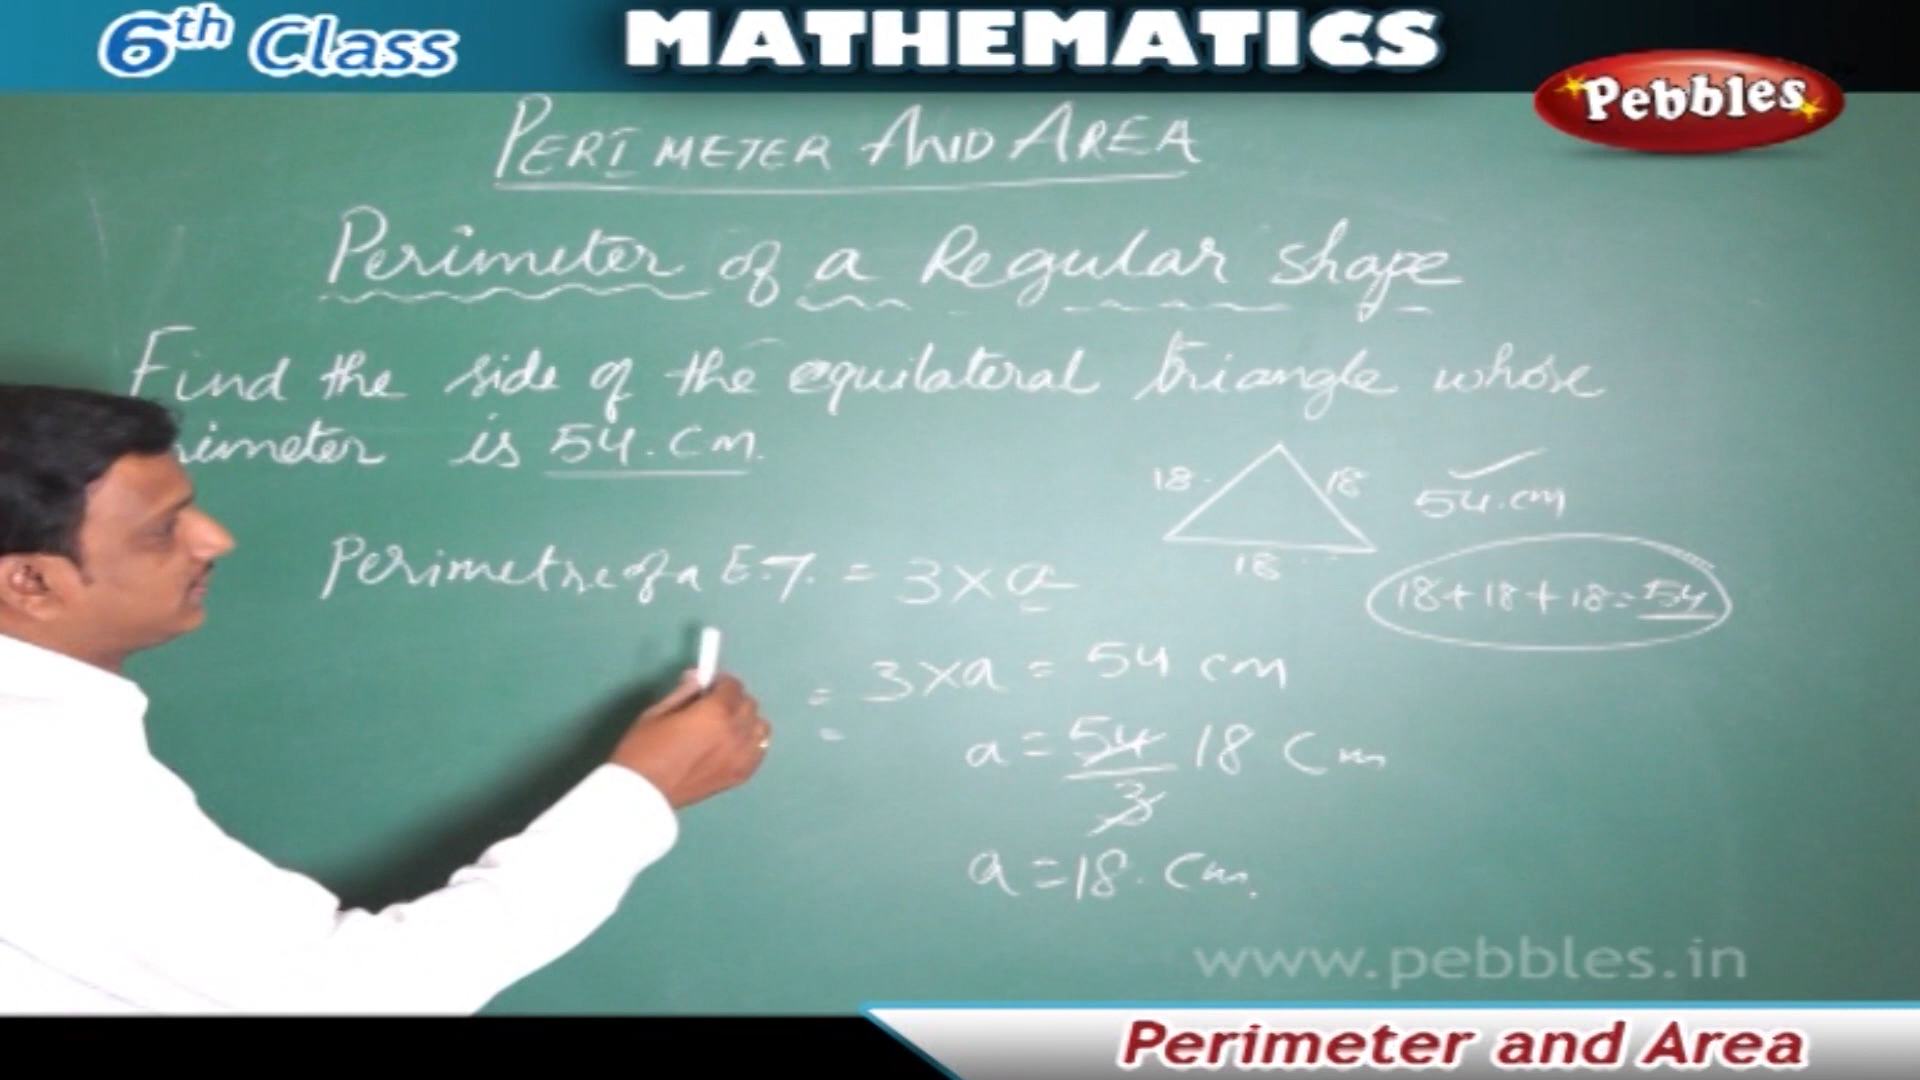 6th Class
MATHEMATICS
Pebbles
PERIMETER AND AREA
Perimeter of a Regular shape
Find the side of the equilateral triangle whose
rimeter is 54.cm.
18
18
54.cm
18
18+18+18=54
Perimetre of a E.T. = 3×a
= 3×a = 54 cm
=
a = 54/3 18 Cm
a = 18. Cm.
www.pebbles.in
Perimeter and Area